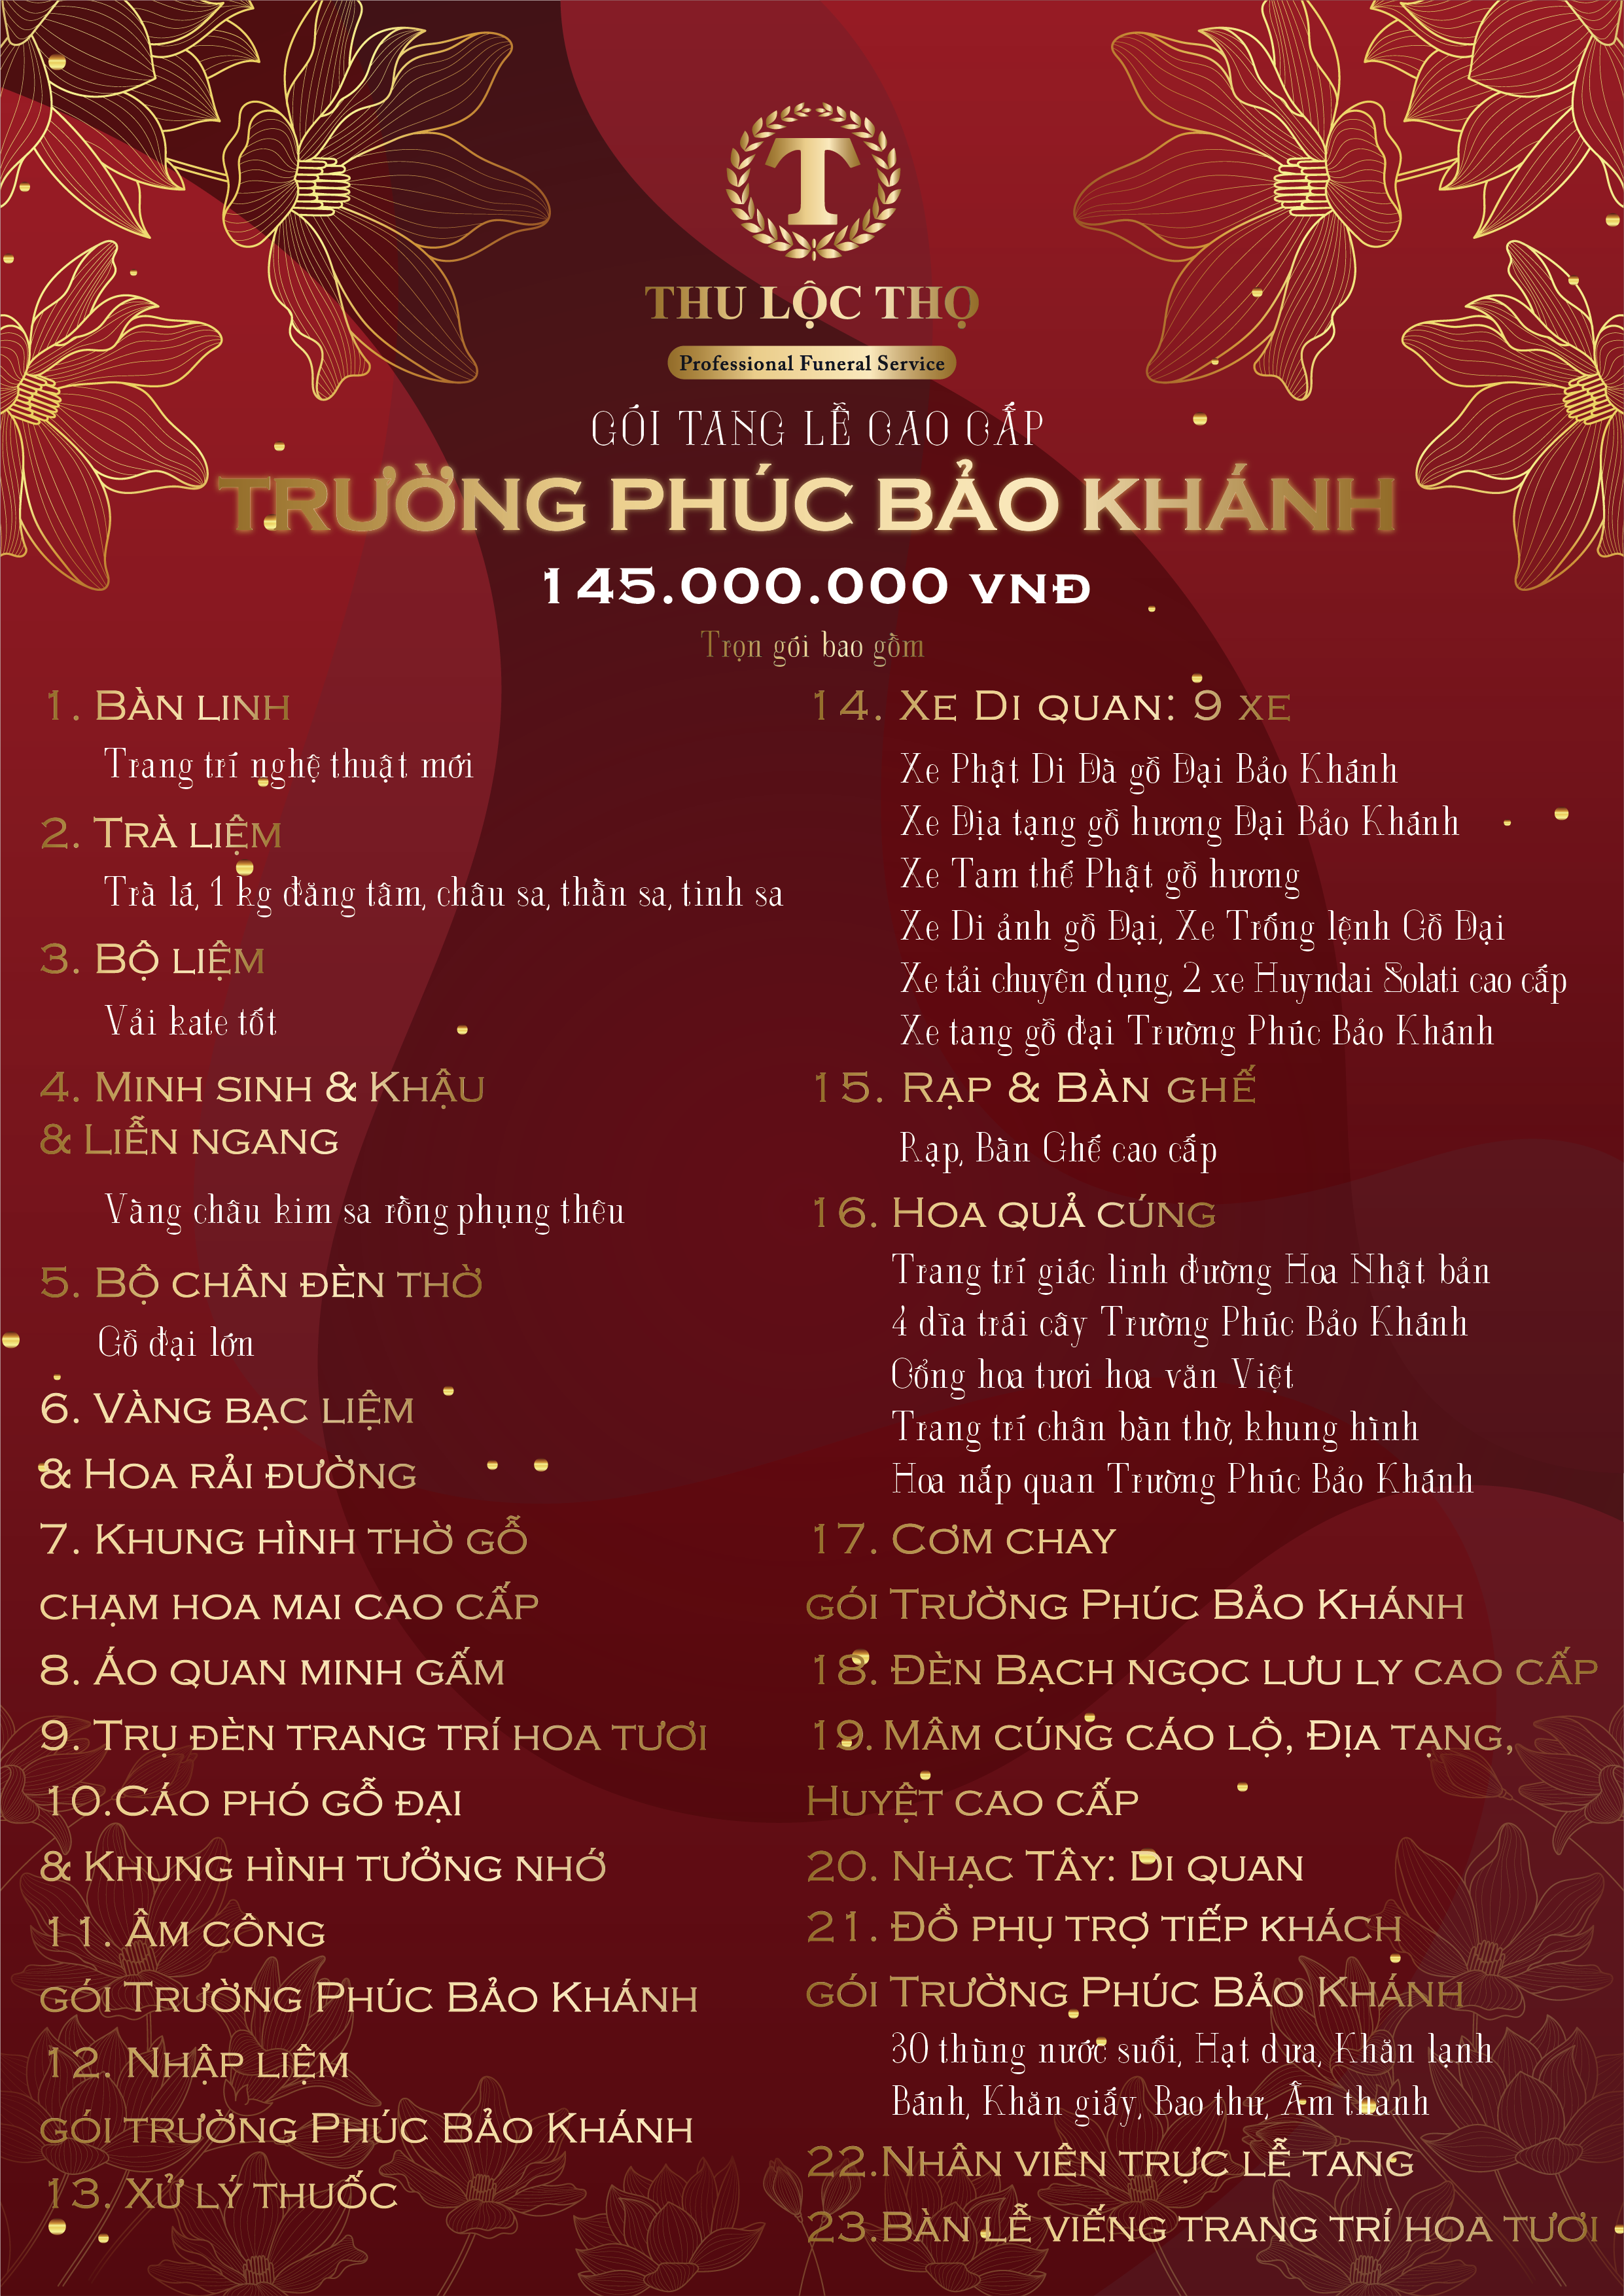 T
THU LỘC THỌ
Professional Funeral Service
GÓI TANG LỄ CAO CẤP
TRƯỜNG PHÚC BẢO KHÁNH
145.000.000 VNĐ
Trọn gói bao gồm
1. BÀN LINH
Trang trí nghệ thuật mới
2. TRÀ LIỆM
Trà lá, 1 kg đăng tâm, châu sa, thần sa, tinh sa
3. BỘ LIỆM
Vải kate tốt
4. MINH SINH & KHẬU
& LIỄN NGANG
Vàng châu kim sa rồng phụng thêu
5. BỘ CHÂN ĐÈN THỜ
Gỗ đại lớn
6. VÀNG BẠC LIỆM
& HOA RẢI ĐƯỜNG
7. KHUNG HÌNH THỜ GỖ
CHẠM HOA MAI CAO CẤP
8. ÁO QUAN MINH GẤM
9. TRỤ ĐÈN TRANG TRÍ HOA TƯƠI
10.CÁO PHÓ GỖ ĐẠI
& KHUNG HÌNH TƯỞNG NHỚ
11. ÂM CÔNG
GÓI TRƯỜNG PHÚC BẢO KHÁNH
12. NHẬP LIỆM
GÓI TRƯỜNG PHÚC BẢO KHÁNH
13. XỬ LÝ THUỐC
14. XE DI QUAN: 9 XE
Xe Phật Di Đà gỗ Đại Bảo Khánh
Xe Địa tạng gỗ hương Đại Bảo Khánh
Xe Tam thế Phật gỗ hương
Xe Di ảnh gỗ Đại, Xe Trống lệnh Gỗ Đại
Xe tải chuyên dụng, 2 xe Huyndai Solati cao cấp
Xe tang gỗ đại Trường Phúc Bảo Khánh
15. RẠP & BÀN GHẾ
Rạp, Bàn Ghế cao cấp
16. HOA QUẢ CÚNG
Trang trí giác linh đường Hoa Nhật bản
4 dĩa trái cây Trường Phúc Bảo Khánh
Cổng hoa tươi hoa văn Việt
Trang trí chân bàn thờ, khung hình
Hoa nắp quan Trường Phúc Bảo Khánh
17. CƠM CHAY
GÓI TRƯỜNG PHÚC BẢO KHÁNH
18. ĐÈN BẠCH NGỌC LƯU LY CAO CẤP
19. MÂM CÚNG CÁO LỘ, ĐỊA TẠNG,
HUYỆT CAO CẤP
20. NHẠC TÂY: DI QUAN
21. ĐỒ PHỤ TRỢ TIẾP KHÁCH
GÓI TRƯỜNG PHÚC BẢO KHÁNH
30 thùng nước suối, Hạt dưa, Khăn lạnh
Bánh, Khăn giấy, Bao thư, Âm thanh
22.NHÂN VIÊN TRỰC LỄ TANG
23.BÀN LỄ VIẾNG TRANG TRÍ HOA TƯƠI